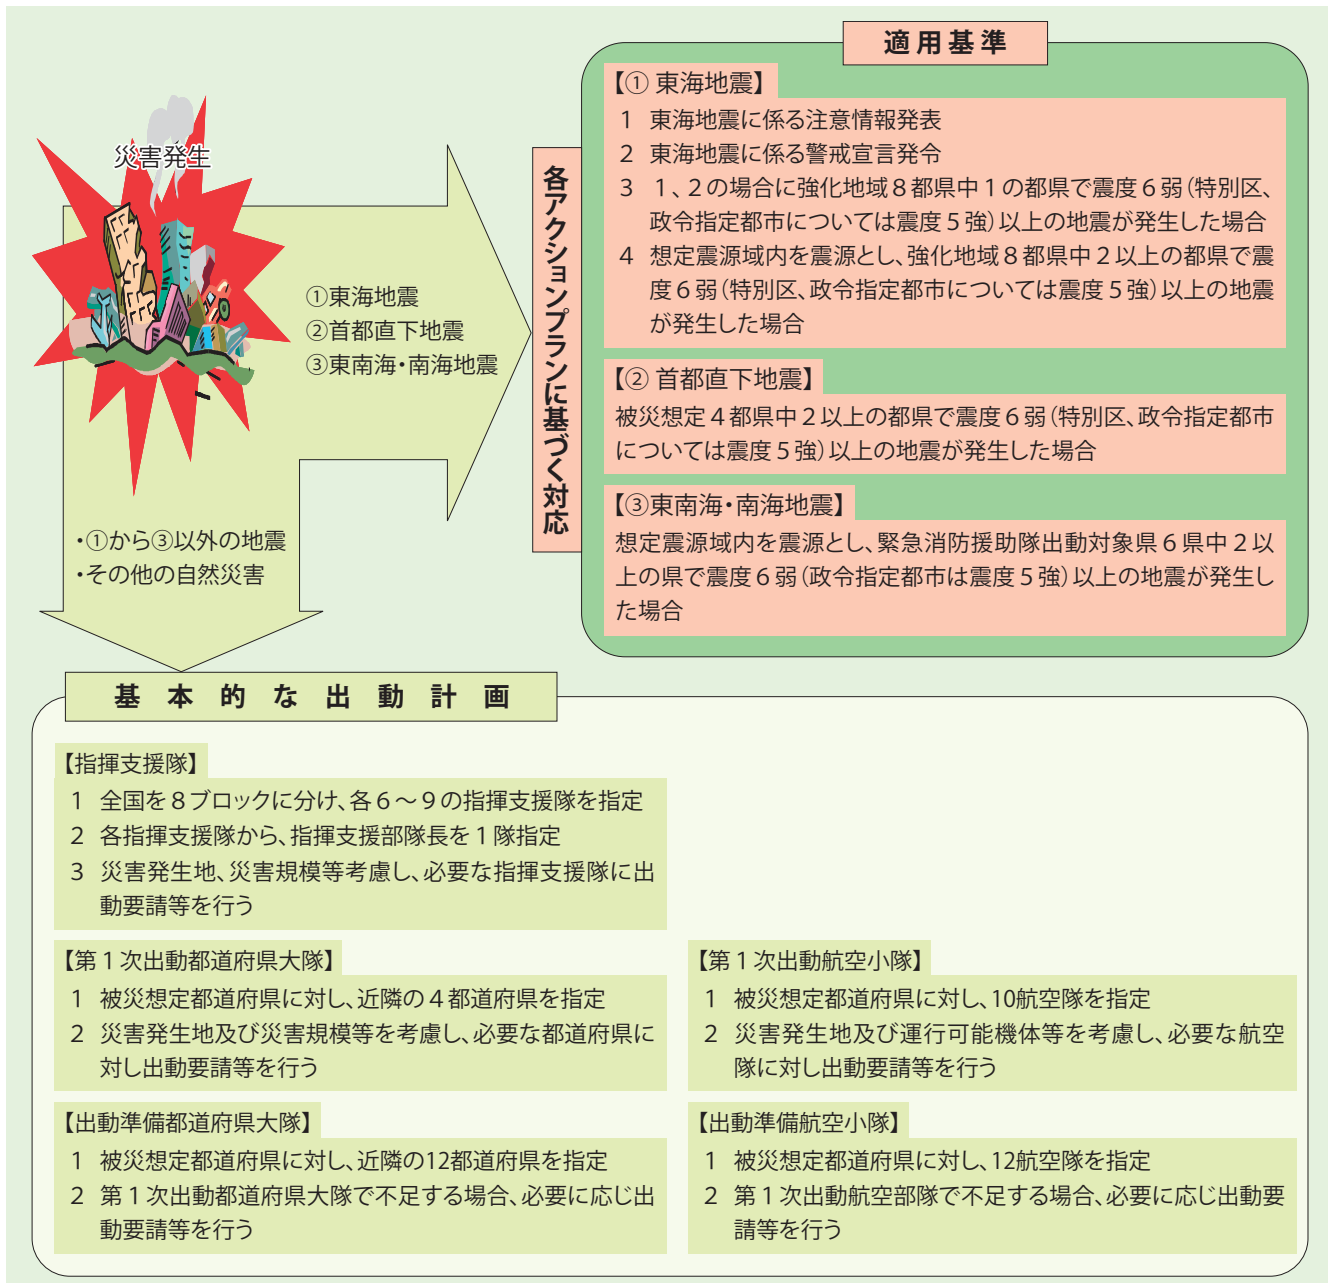 災害発生
①東海地震
②首都直下地震
③東南海・南海地震
・①から③以外の地震
・その他の自然災害
各アクションプランに基づく対応
適用基準
【① 東海地震】
1 東海地震に係る注意情報発表
2 東海地震に係る警戒宣言発令
3 1、2の場合に強化地域8都県中1の都県で震度6弱(特別区、
政令指定都市については震度5強)以上の地震が発生した場合
4 想定震源域内を震源とし、強化地域8都県中2以上の都県で震
度6弱(特別区、政令指定都市については震度5強)以上の地震
が発生した場合
【② 首都直下地震】
被災想定4都県中2以上の都県で震度6弱(特別区、政令指定都市
については震度5強)以上の地震が発生した場合
【③東南海・南海地震】
想定震源域内を震源とし、緊急消防援助隊出動対象県6県中2以
上の県で震度6弱(政令指定都市は震度5強)以上の地震が発生し
た場合
基本的な出動計画
【指揮支援隊】
1 全国を8ブロックに分け、各6〜9の指揮支援隊を指定
2 各指揮支援隊から、指揮支援部隊長を1隊指定
3 災害発生地、災害規模等考慮し、必要な指揮支援隊に出
動要請等を行う
【第1次出動都道府県大隊】
1 被災想定都道府県に対し、近隣の4都道府県を指定
2 災害発生地及び災害規模等を考慮し、必要な都道府県に
対し出動要請等を行う
【第1次出動航空小隊】
1 被災想定都道府県に対し、10航空隊を指定
2 災害発生地及び運行可能機体等を考慮し、必要な航空
隊に対し出動要請等を行う
【出動準備都道府県大隊】
1 被災想定都道府県に対し、近隣の12都道府県を指定
2 第1次出動都道府県大隊で不足する場合、必要に応じ出
動要請等を行う
【出動準備航空小隊】
1 被災想定都道府県に対し、12航空隊を指定
2 第1次出動航空部隊で不足する場合、必要に応じ出動要
請等を行う